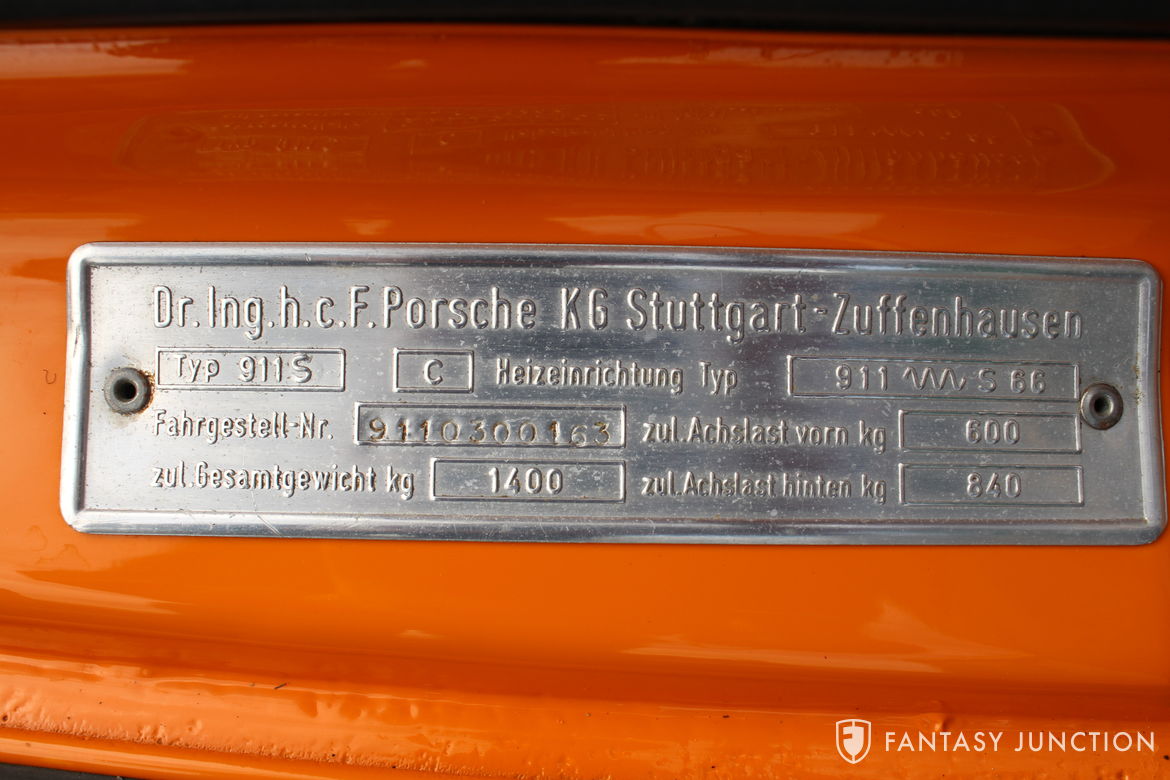 Dr. Ing. h. c. F. Porsche KG Stuttgart-Zuffenhausen
Typ 911 S C Heizeinrichtung Typ 911 S 66
Fahrgestell-Nr. 9110300163 zul. Achslast vorn kg 600
zul. Gesamtgewicht kg 1400 zul. Achslast hinten kg 840
FANTASY JUNCTION